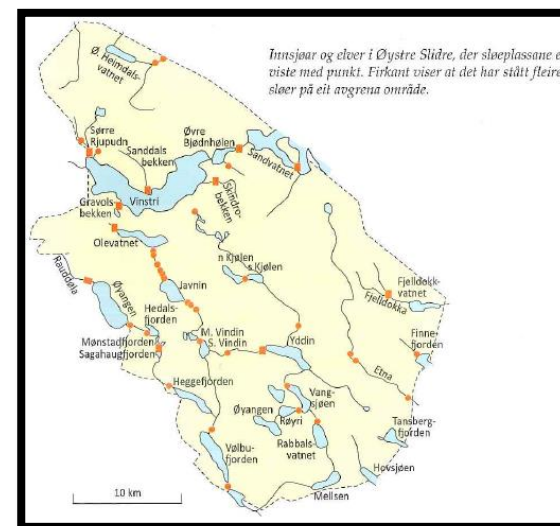 Innsjøar og elver i Øystre Slidre, der sløeplassane e
viste med punkt. Firkant viser at det har stått fleire
sløer på eit avgrena område.
Ø. Heimdals-
vatnet
Sørre
Rjupudn
Sanddals
bekken
Øvre
Bjødnhølen
Sandvatnet
Gravols
bekken
Vinstri
Skindro-
bekken
Olevatnet
n Kjølen
s Kjølen
Rauddøla
Øyangen
Javnin
Fjelldokk-
vatnet
Fjelldokka
Hedals-
fjorden
M. Vindin
S. Vindin
Yddin
Finne-
fjorden
Mønstadfjorden
Sagahaugfjorden
Etna
Heggefjorden
Vang-
sjøen
Øyangen
Røyri
Rabbals-
vatnet
Tansberg-
fjorden
Vølbu-
fjorden
Hovsjøen
Mellsen
10 km